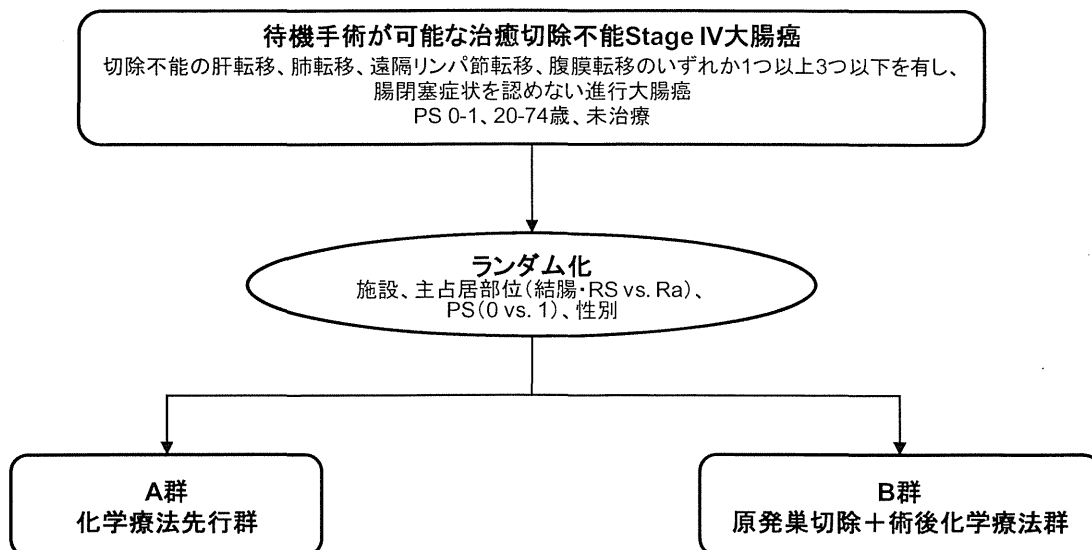 待機手術が可能な治癒切除不能Stage IV大腸癌
切除不能の肝転移、肺転移、遠隔リンパ節転移、腹膜転移のいずれか1つ以上3つ以下を有し、
腸閉塞症状を認めない進行大腸癌
PS 0-1、20-74歳、未治療
ランダム化
施設、主占居部位(結腸・RS vs. Ra)、
PS(0 vs. 1)、性別
A群
化学療法先行群
B群
原発巣切除＋術後化学療法群